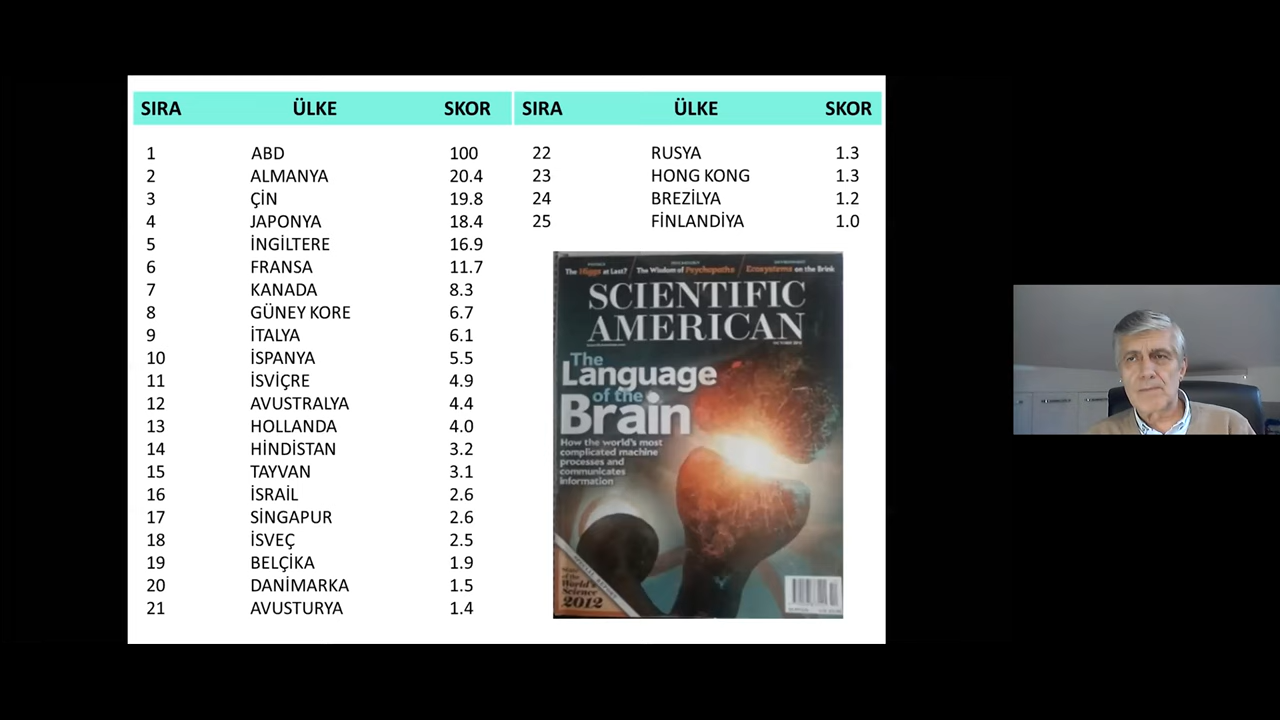 SIRA ÜLKE SKOR
1 ABD 100
2 ALMANYA 20.4
3 ÇİN 19.8
4 JAPONYA 18.4
5 İNGİLTERE 16.9
6 FRANSA 11.7
7 KANADA 8.3
8 GÜNEY KORE 6.7
9 İTALYA 6.1
10 İSPANYA 5.5
11 İSVİÇRE 4.9
12 AVUSTRALYA 4.4
13 HOLLANDA 4.0
14 HİNDİSTAN 3.2
15 TAYVAN 3.1
16 İSRAİL 2.6
17 SİNGAPUR 2.6
18 İSVEÇ 2.5
19 BELÇİKA 1.9
20 DANİMARKA 1.5
21 AVUSTURYA 1.4
SIRA ÜLKE SKOR
22 RUSYA 1.3
23 HONG KONG 1.3
24 BREZİLYA 1.2
25 FİNLANDİYA 1.0
The Higgs at Last? The Wisdom of Psychopaths Ecosystems on the Brink
SCIENTIFIC
AMERICAN
The
Language
of the
Brain
How the world's most
complicated machine
processes and
communicates
information
State
of the
World's
Science
2012